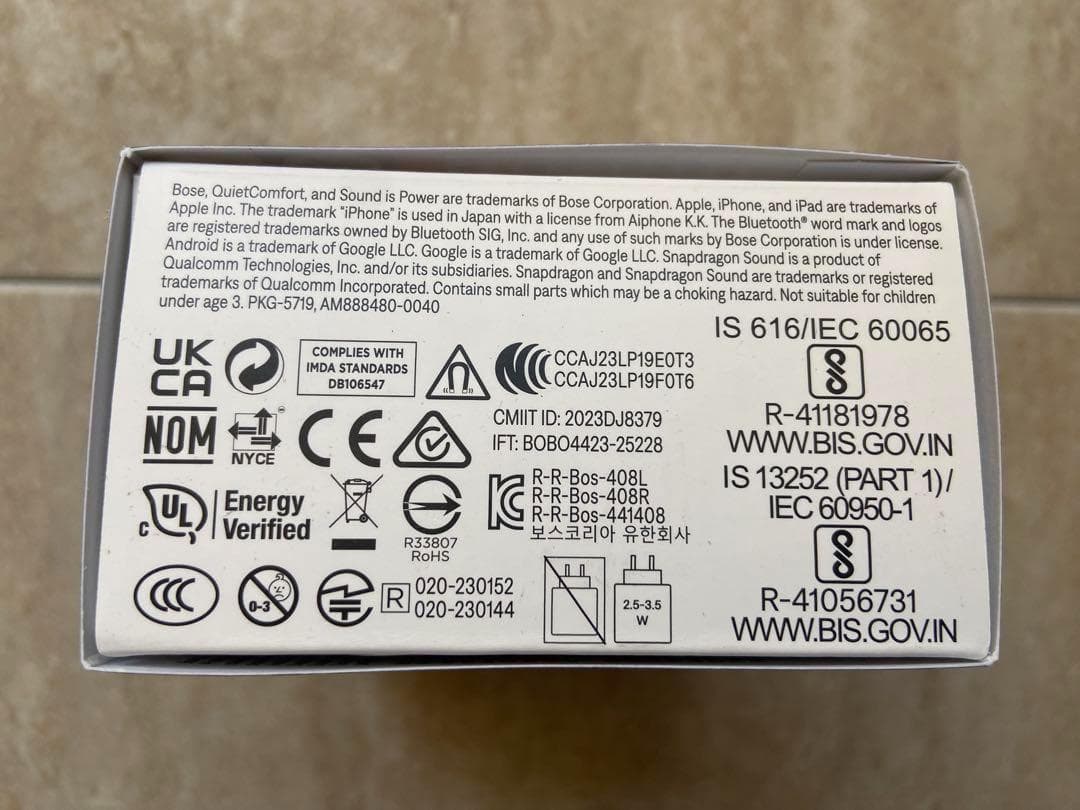 Bose, QuietComfort, and Sound is Power are trademarks of Bose Corporation. Apple, iPhone, and iPad are trademarks of
Apple Inc. The trademark “iPhone” is used in Japan with a license from Aiphone K.K. The Bluetooth® word mark and logos
are registered trademarks owned by Bluetooth SIG, Inc. and any use of such marks by Bose Corporation is under license.
Android is a trademark of Google LLC. Google is a trademark of Google LLC. Snapdragon Sound is a product of
Qualcomm Technologies, Inc. and/or its subsidiaries. Snapdragon and Snapdragon Sound are trademarks or registered
trademarks of Qualcomm Incorporated. Contains small parts which may be a choking hazard. Not suitable for children
under age 3. PKG-5719, AM888480-0040
UK
CA
COMPLIES WITH
IMDA STANDARDS
DB106547
CCAJ23LP19E0T3
CCAJ23LP19F0T6
NOM
NYCE
CE
CMIIT ID: 2023DJ8379
IFT: BOBO4423-25228
c UL
Energy
Verified
R33807
RoHS
R-R-Bos-408L
R-R-Bos-408R
R-R-Bos-441408
보스코리아 유한회사
CCC
0-3
R
020-230152
020-230144
2.5-3.5
W
IS 616/IEC 60065
R-41181978
WWW.BIS.GOV.IN
IS 13252 (PART 1)/
IEC 60950-1
R-41056731
WWW.BIS.GOV.IN